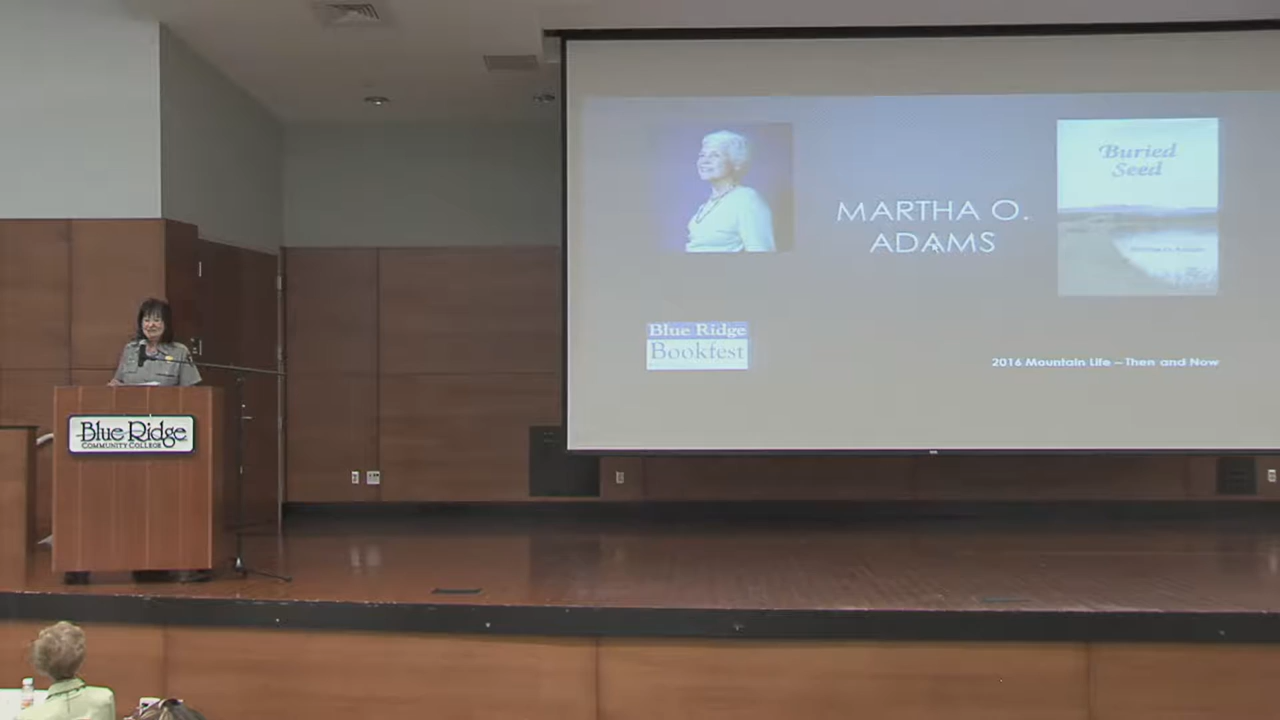 Buried
Seed
MARTHA O.
ADAMS
Blue Ridge
Bookfest
2016 Mountain Life – Then and Now
Blue Ridge
COMMUNITY COLLEGE